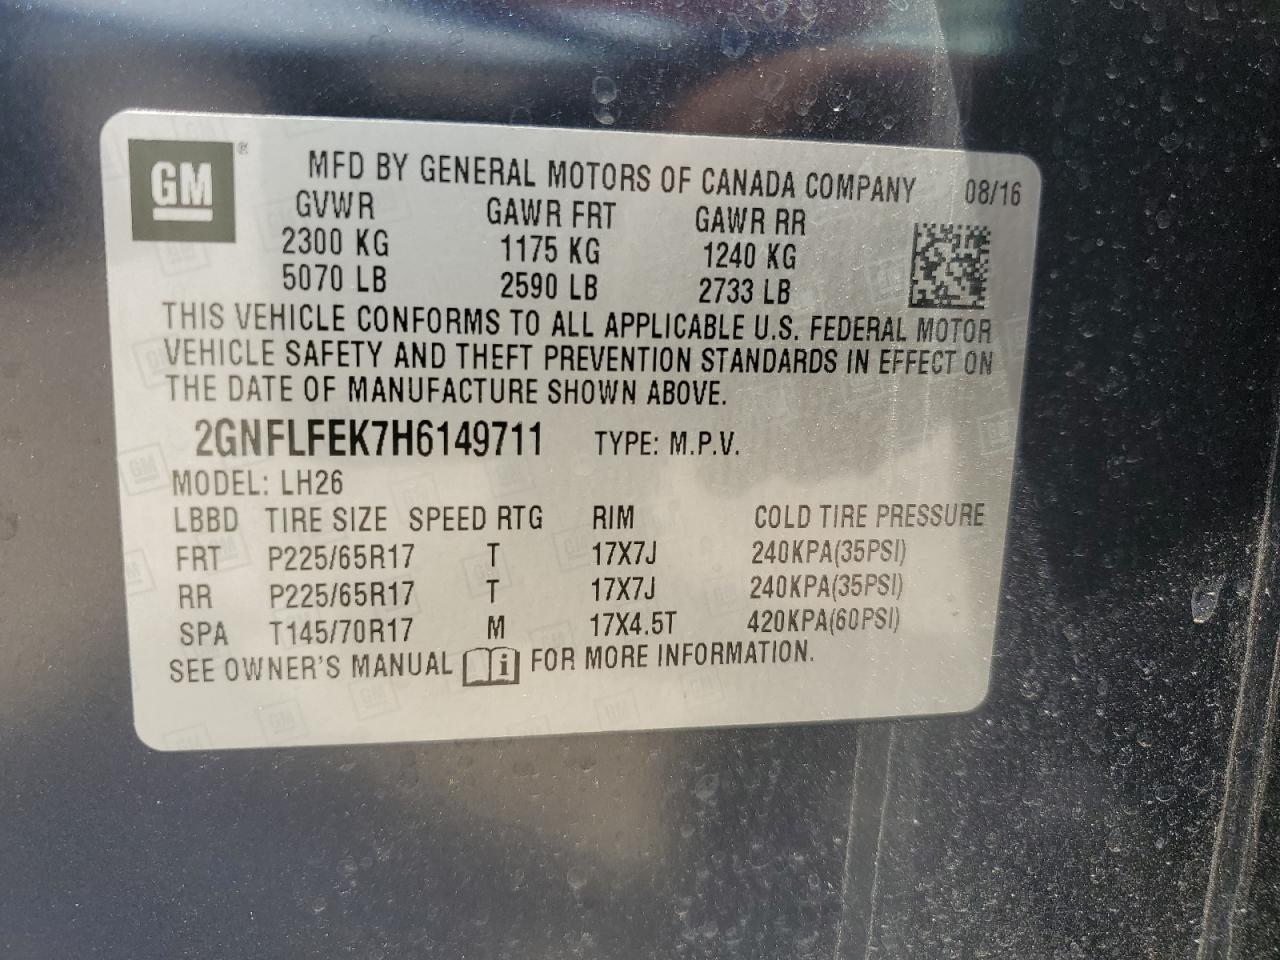 GM ®
MFD BY GENERAL MOTORS OF CANADA COMPANY 08/16
GVWR GAWR FRT GAWR RR
2300 KG 1175 KG 1240 KG
5070 LB 2590 LB 2733 LB
THIS VEHICLE CONFORMS TO ALL APPLICABLE U.S. FEDERAL MOTOR
VEHICLE SAFETY AND THEFT PREVENTION STANDARDS IN EFFECT ON
THE DATE OF MANUFACTURE SHOWN ABOVE.
2GNFLFEK7H6149711 TYPE: M.P.V.
MODEL: LH26
LBBD TIRE SIZE SPEED RTG RIM COLD TIRE PRESSURE
FRT P225/65R17 T 17X7J 240KPA(35PSI)
RR P225/65R17 T 17X7J 240KPA(35PSI)
SPA T145/70R17 M 17X4.5T 420KPA(60PSI)
SEE OWNER'S MANUAL i FOR MORE INFORMATION.